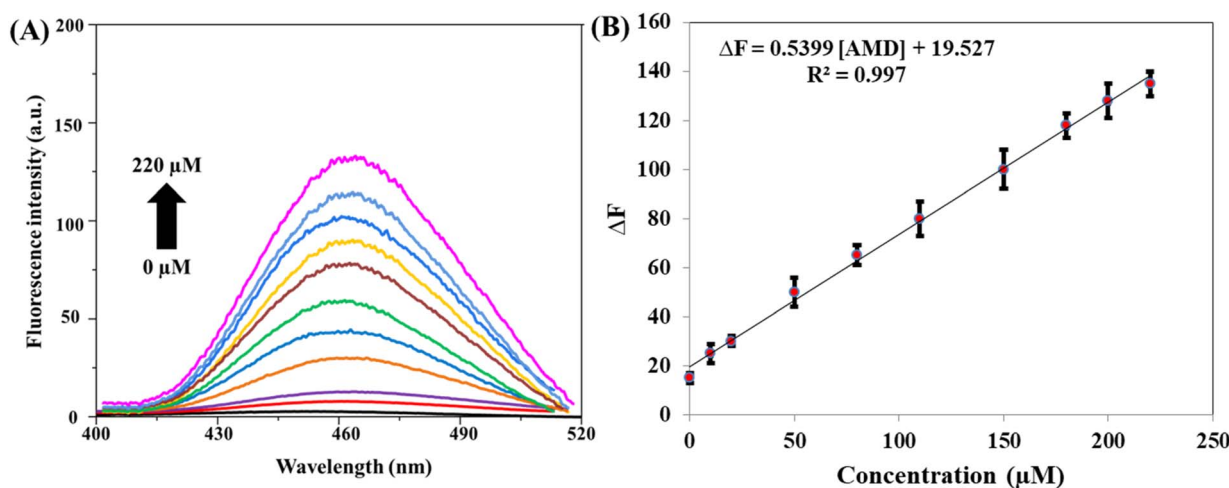 (A)
200
150
100
50
0
Fluorescence intensity (a.u.)
220 µM
0 µM
400
430
460
490
520
Wavelength (nm)
(B)
160
140
120
100
80
60
40
20
0
ΔF
ΔF = 0.5399 [AMD] + 19.527
R² = 0.997
0
50
100
150
200
250
Concentration (µM)